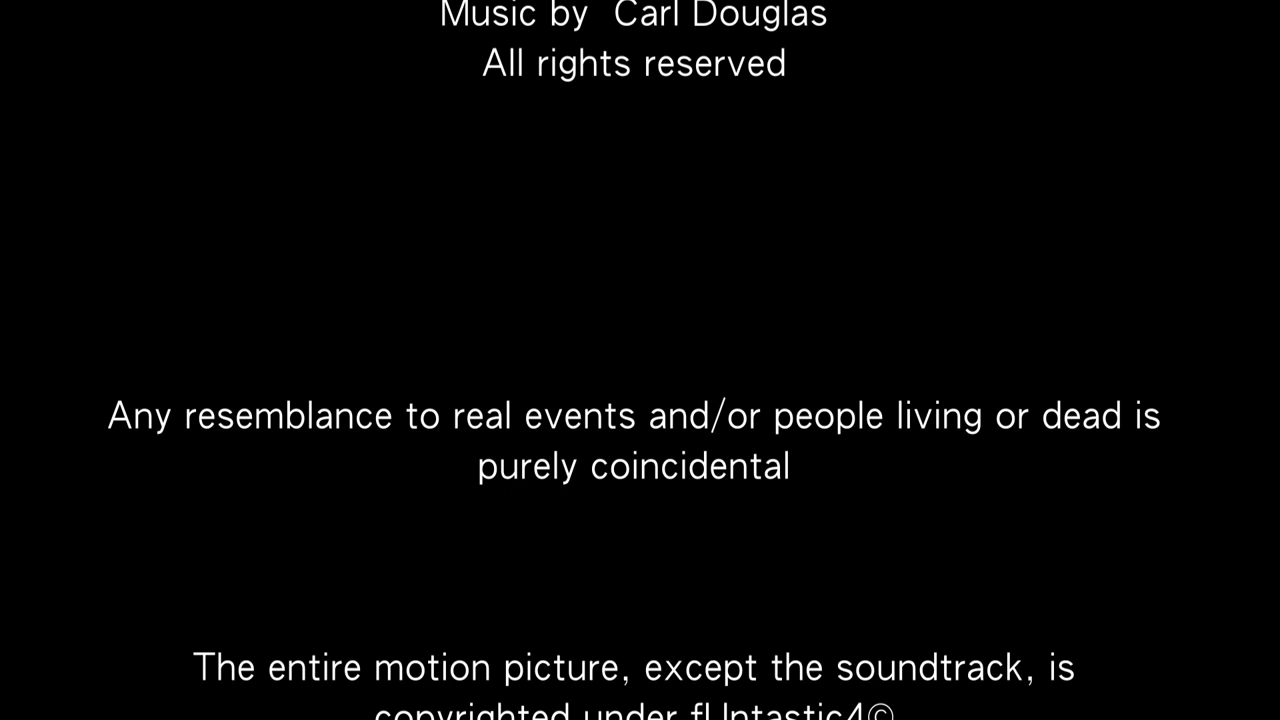 Music by  Carl Douglas
All rights reserved
Any resemblance to real events and/or people living or dead is
purely coincidental
The entire motion picture, except the soundtrack, is
copyrighted under fUntastic4©